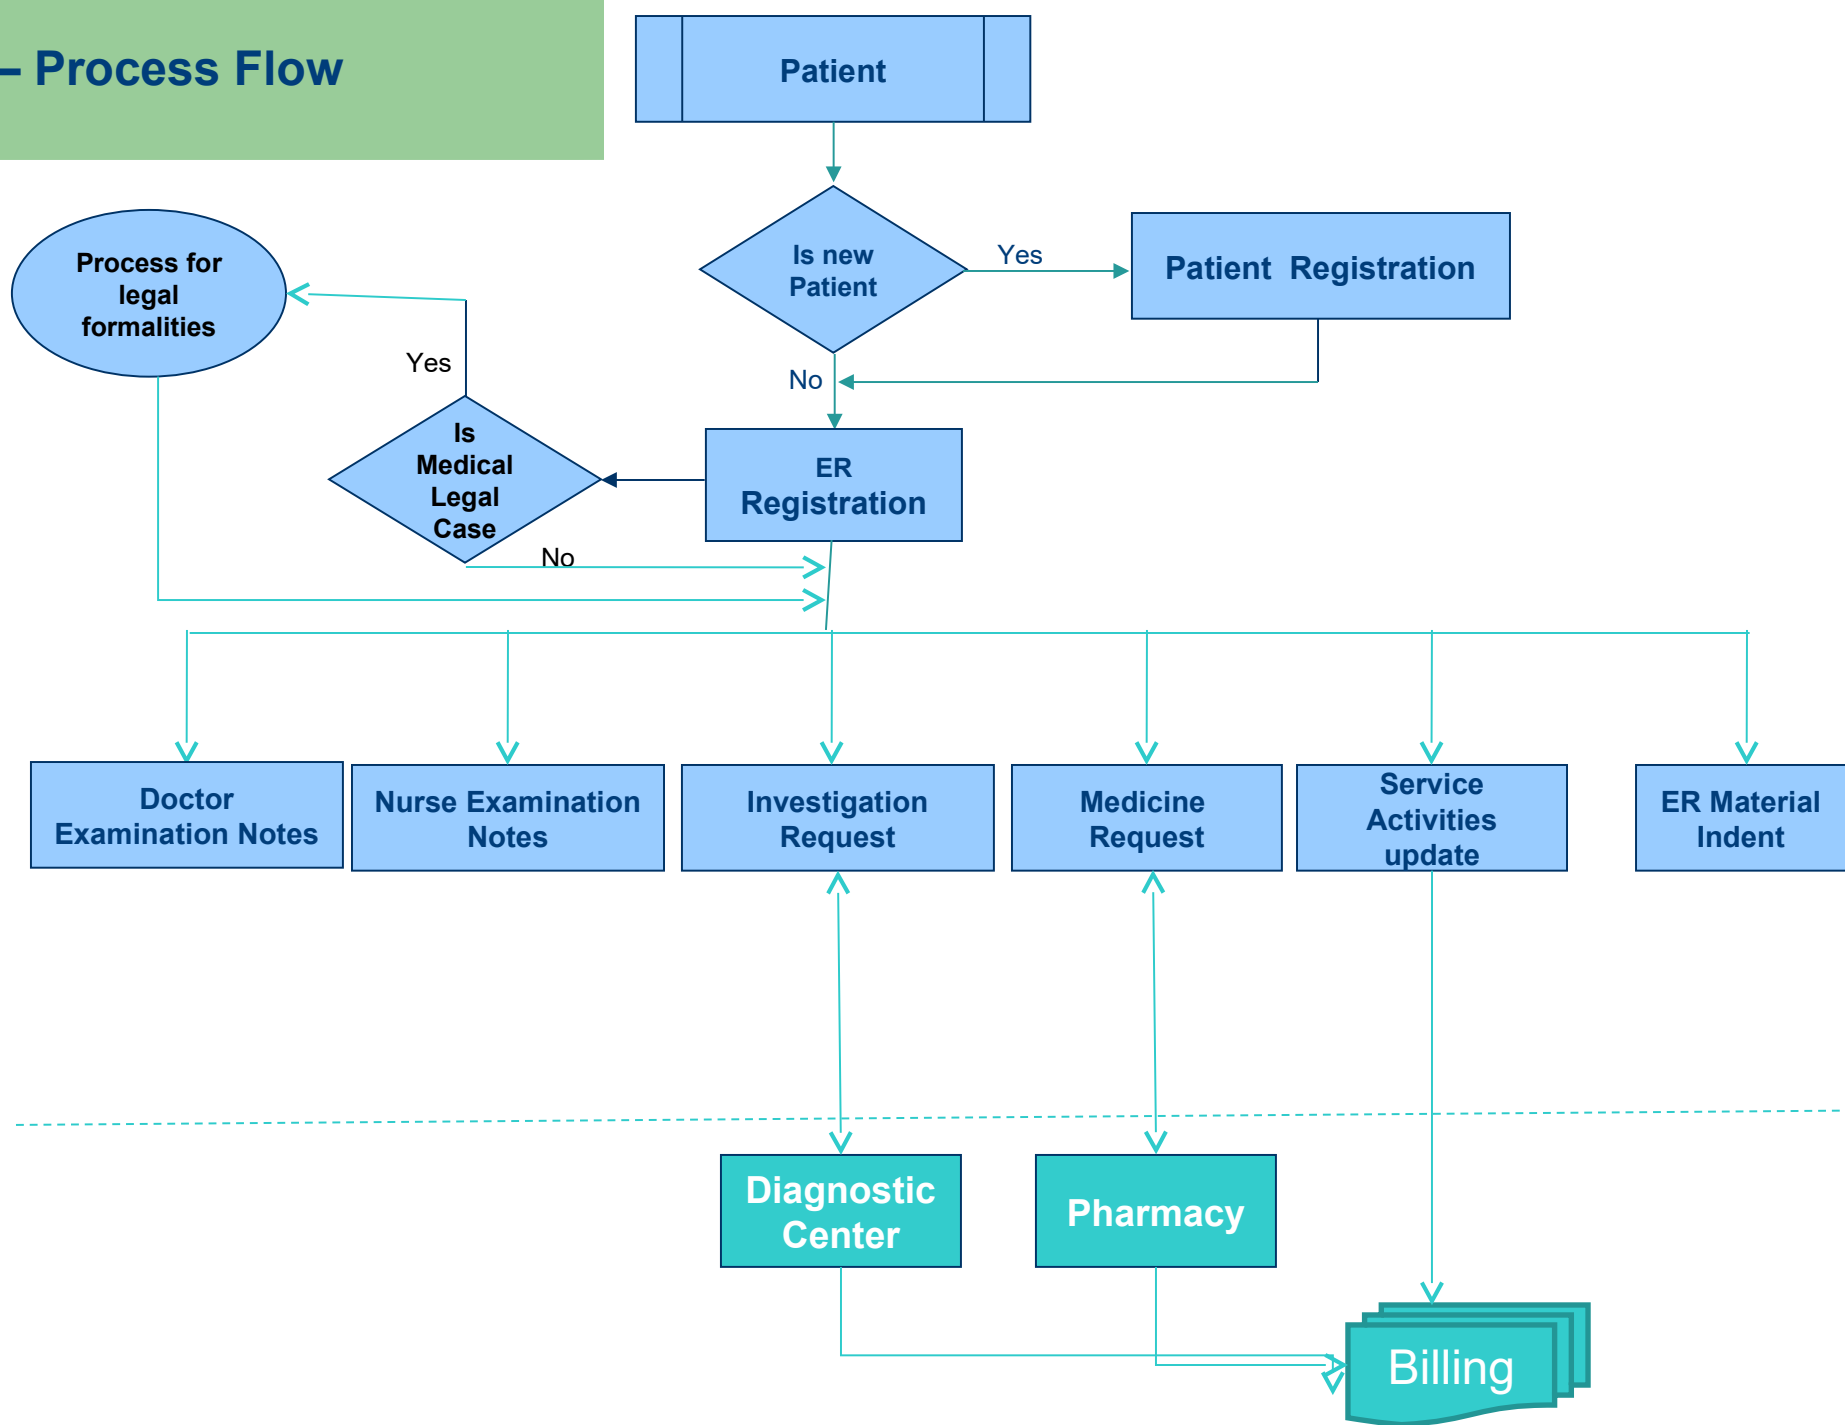 – Process Flow
Patient
Is new
Patient
Yes
Patient  Registration
Process for
legal
formalities
Yes
No
Is
Medical
Legal
Case
ER
Registration
No
Doctor
Examination Notes
Nurse Examination
Notes
Investigation
Request
Medicine
Request
Service
Activities
update
ER Material
Indent
Diagnostic
Center
Pharmacy
Billing